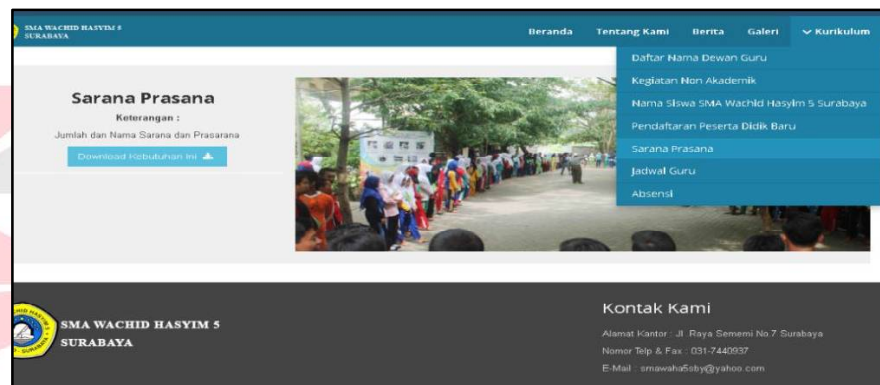 SMA WACHID HASYIM 5
SURABAYA
Beranda
Tentang Kami
Berita
Galeri
Kurikulum
Daftar Nama Dewan Guru
Kegiatan Non Akademik
Nama Siswa SMA Wachid Hasyim 5 Surabaya
Pendaftaran Peserta Didik Baru
Sarana Prasana
Jadwal Guru
Absensi
Sarana Prasana
Keterangan :
Jumlah dan Nama Sarana dan Prasarana
Download Kebutuhan Ini
SMA WACHID HASYIM 5
SURABAYA
Kontak Kami
Alamat Kantor : Jl. Raya Sememi No.7 Surabaya
Nomor Telp & Fax : 031-7440937
E-Mail : smawaha5sby@yahoo.com